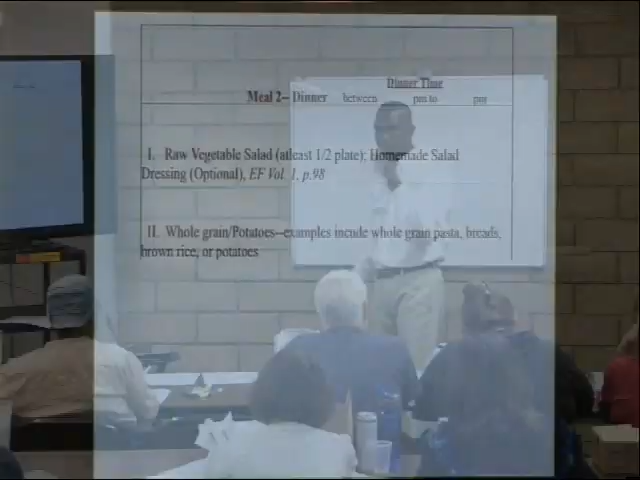 Dinner Time
Meal 2-- Dinner between pm to pm
I. Raw Vegetable Salad (atleast 1/2 plate); Homemade Salad
Dressing (Optional), EF Vol. 1, p.98
II. Whole grain/Potatoes--examples incude whole grain pasta, breads,
brown rice, or potatoes